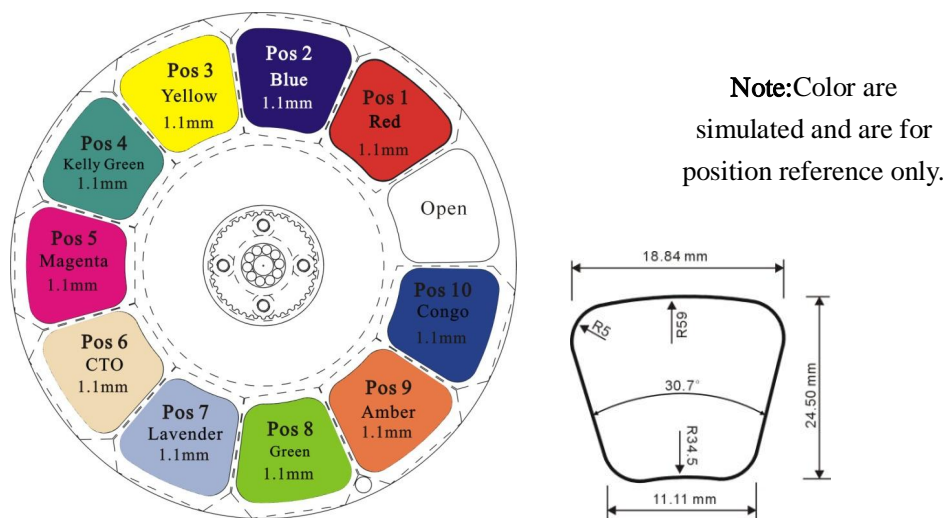 Pos 1
Red
1.1mm
Pos 2
Blue
1.1mm
Pos 3
Yellow
1.1mm
Pos 4
Kelly Green
1.1mm
Pos 5
Magenta
1.1mm
Pos 6
CTO
1.1mm
Pos 7
Lavender
1.1mm
Pos 8
Green
1.1mm
Pos 9
Amber
1.1mm
Pos 10
Congo
1.1mm
Open
Note:Color are
simulated and are for
position reference only.
18.84 mm
R5
R59
30.7°
24.50 mm
R34.5
11.11 mm